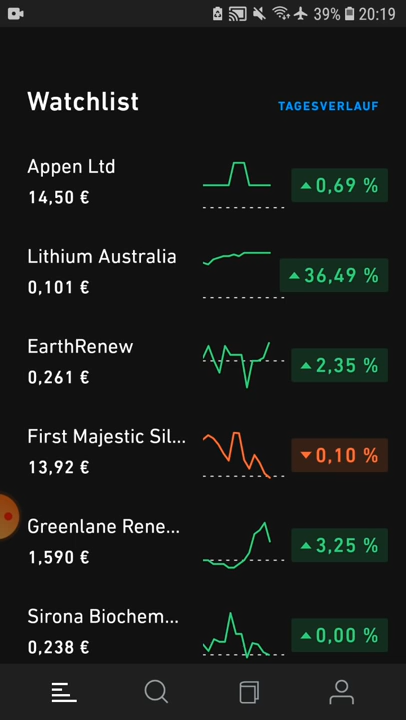 39% 20:19
Watchlist
TAGESVERLAUF
Appen Ltd
14,50 €
0,69 %
Lithium Australia
0,101 €
36,49 %
EarthRenew
0,261 €
2,35 %
First Majestic Sil...
13,92 €
0,10 %
Greenlane Rene...
1,590 €
3,25 %
Sirona Biochem...
0,238 €
0,00 %